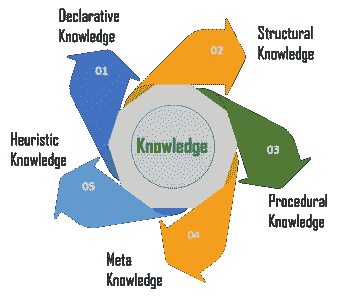 Declarative
Knowledge
01
02
Structural
Knowledge
03
Procedural
Knowledge
04
Meta
Knowledge
05
Heuristic
Knowledge
Knowledge